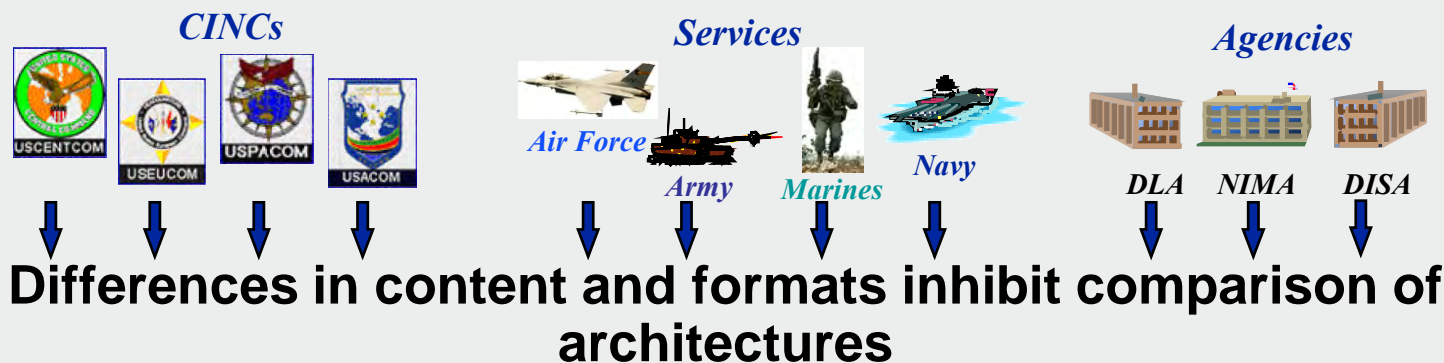 CINCs
Services
Agencies
USCENTCOM
USEUCOM
USPACOM
USACOM
Air Force
Army
Marines
Navy
DLA
NIMA
DISA
Differences in content and formats inhibit comparison of
architectures